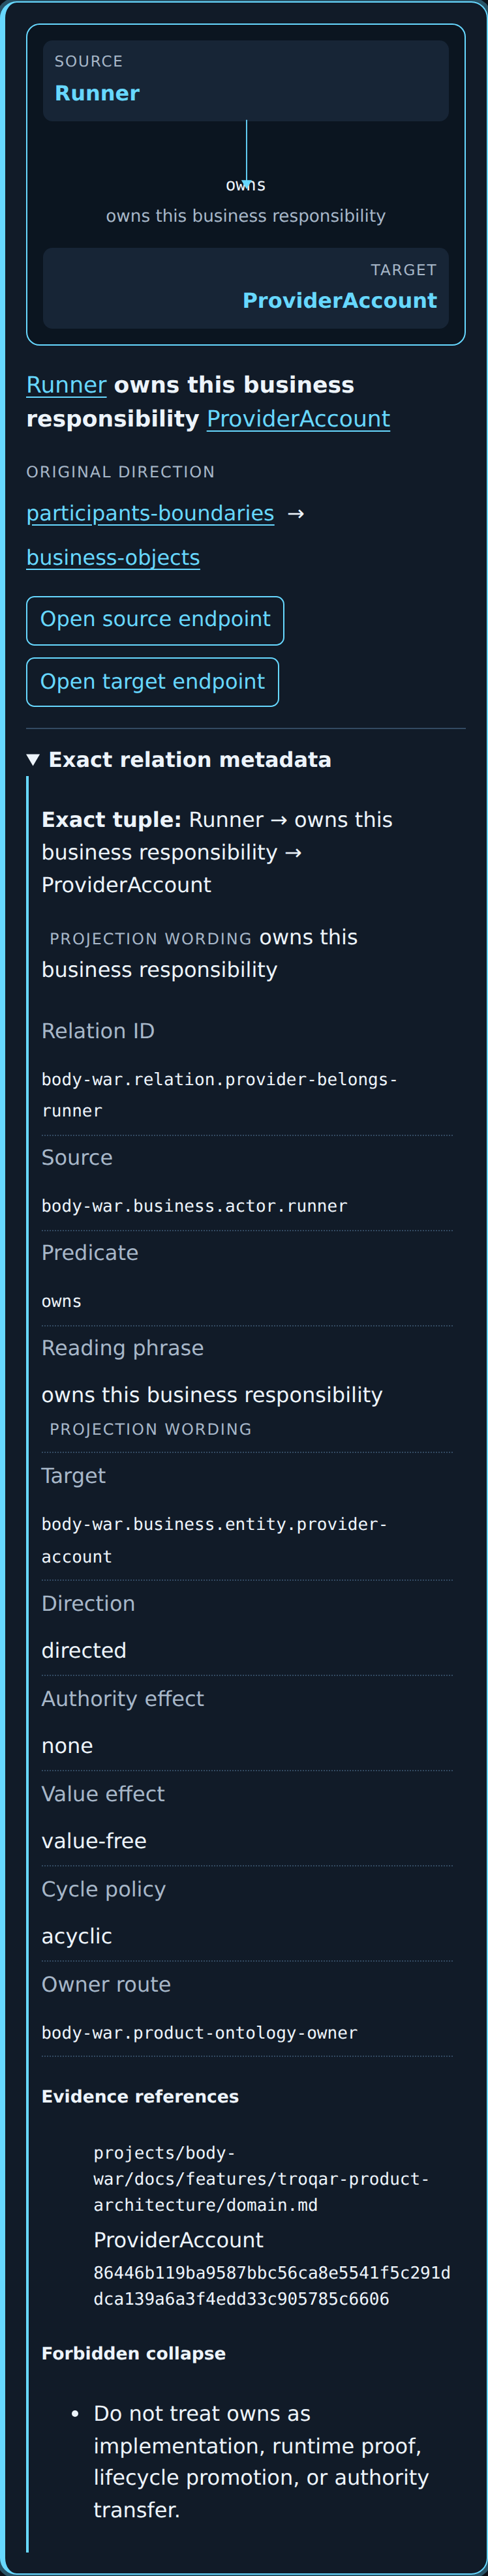 SOURCE
Runner
owns
owns this business responsibility
TARGET
ProviderAccount
Runner owns this business
responsibility ProviderAccount
ORIGINAL DIRECTION
participants-boundaries →
business-objects
Open source endpoint
Open target endpoint
▼ Exact relation metadata
Exact tuple: Runner → owns this
business responsibility →
ProviderAccount
PROJECTION WORDING owns this
business responsibility
Relation ID
body-war.relation.provider-belongs-
runner
Source
body-war.business.actor.runner
Predicate
owns
Reading phrase
owns this business responsibility
PROJECTION WORDING
Target
body-war.business.entity.provider-
account
Direction
directed
Authority effect
none
Value effect
value-free
Cycle policy
acyclic
Owner route
body-war.product-ontology-owner
Evidence references
projects/body-
war/docs/features/troqar-product-
architecture/domain.md
ProviderAccount
86446b119ba9587bbc56ca8e5541f5c291d
dca139a6a3f4edd33c905785c6606
Forbidden collapse
• Do not treat owns as
implementation, runtime proof,
lifecycle promotion, or authority
transfer.